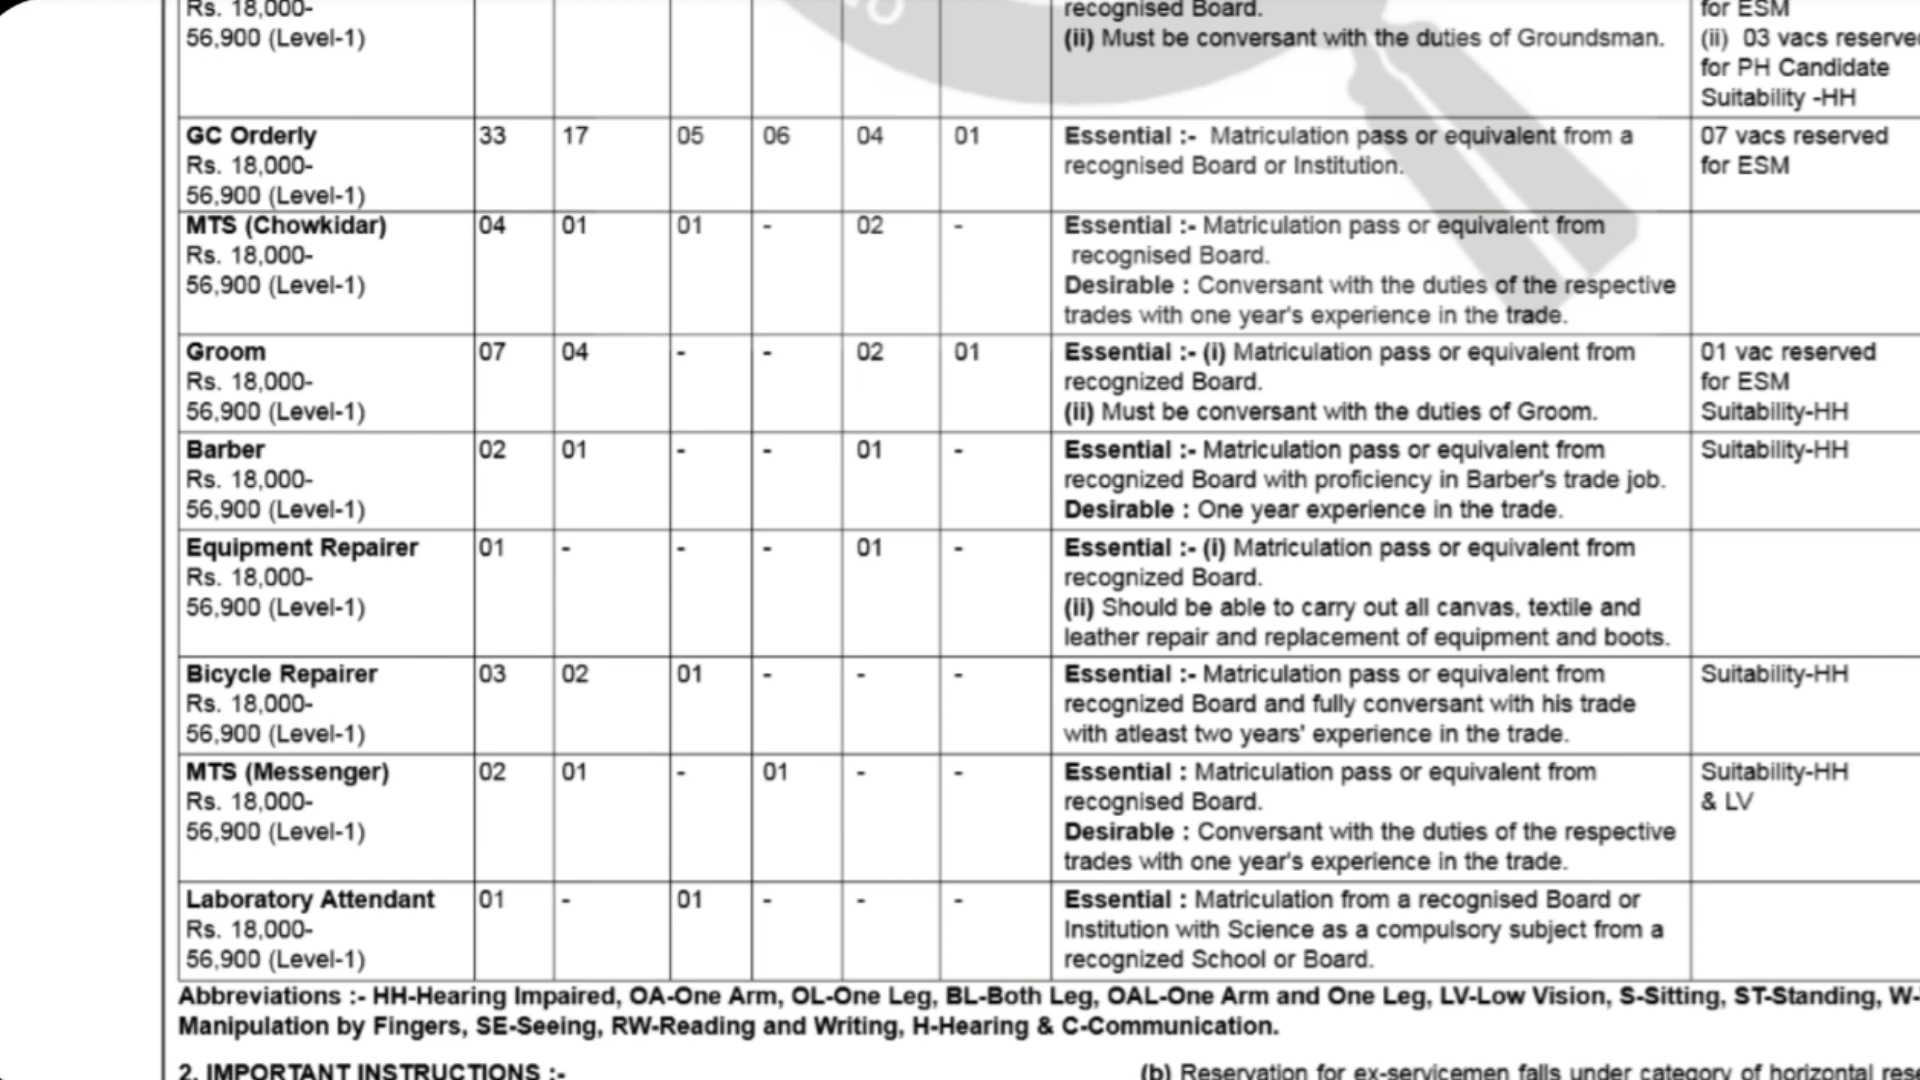 Rs. 18,000-
56,900 (Level-1)
recognised Board.
(ii) Must be conversant with the duties of Groundsman.
for ESM
(ii) 03 vacs reserved
for PH Candidate
Suitability -HH
GC Orderly
Rs. 18,000-
56,900 (Level-1)
33 17 05 06 04 01
Essential :- Matriculation pass or equivalent from a
recognised Board or Institution.
07 vacs reserved
for ESM
MTS (Chowkidar)
Rs. 18,000-
56,900 (Level-1)
04 01 01 - 02 -
Essential :- Matriculation pass or equivalent from
recognised Board.
Desirable : Conversant with the duties of the respective
trades with one year's experience in the trade.
Groom
Rs. 18,000-
56,900 (Level-1)
07 04 - - 02 01
Essential :- (i) Matriculation pass or equivalent from
recognized Board.
(ii) Must be conversant with the duties of Groom.
01 vac reserved
for ESM
Suitability-HH
Barber
Rs. 18,000-
56,900 (Level-1)
02 01 - - 01 -
Essential :- Matriculation pass or equivalent from
recognized Board with proficiency in Barber's trade job.
Desirable : One year experience in the trade.
Suitability-HH
Equipment Repairer
Rs. 18,000-
56,900 (Level-1)
01 - - - 01 -
Essential :- (i) Matriculation pass or equivalent from
recognized Board.
(ii) Should be able to carry out all canvas, textile and
leather repair and replacement of equipment and boots.
Bicycle Repairer
Rs. 18,000-
56,900 (Level-1)
03 02 01 - - -
Essential :- Matriculation pass or equivalent from
recognized Board and fully conversant with his trade
with atleast two years' experience in the trade.
Suitability-HH
MTS (Messenger)
Rs. 18,000-
56,900 (Level-1)
02 01 - 01 - -
Essential : Matriculation pass or equivalent from
recognised Board.
Desirable : Conversant with the duties of the respective
trades with one year's experience in the trade.
Suitability-HH
& LV
Laboratory Attendant
Rs. 18,000-
56,900 (Level-1)
01 - 01 - - -
Essential : Matriculation from a recognised Board or
Institution with Science as a compulsory subject from a
recognized School or Board.
Abbreviations :- HH-Hearing Impaired, OA-One Arm, OL-One Leg, BL-Both Leg, OAL-One Arm and One Leg, LV-Low Vision, S-Sitting, ST-Standing, W-
Manipulation by Fingers, SE-Seeing, RW-Reading and Writing, H-Hearing & C-Communication.
2. IMPORTANT INSTRUCTIONS :-
(b) Reservation for ex-servicemen falls under category of horizontal